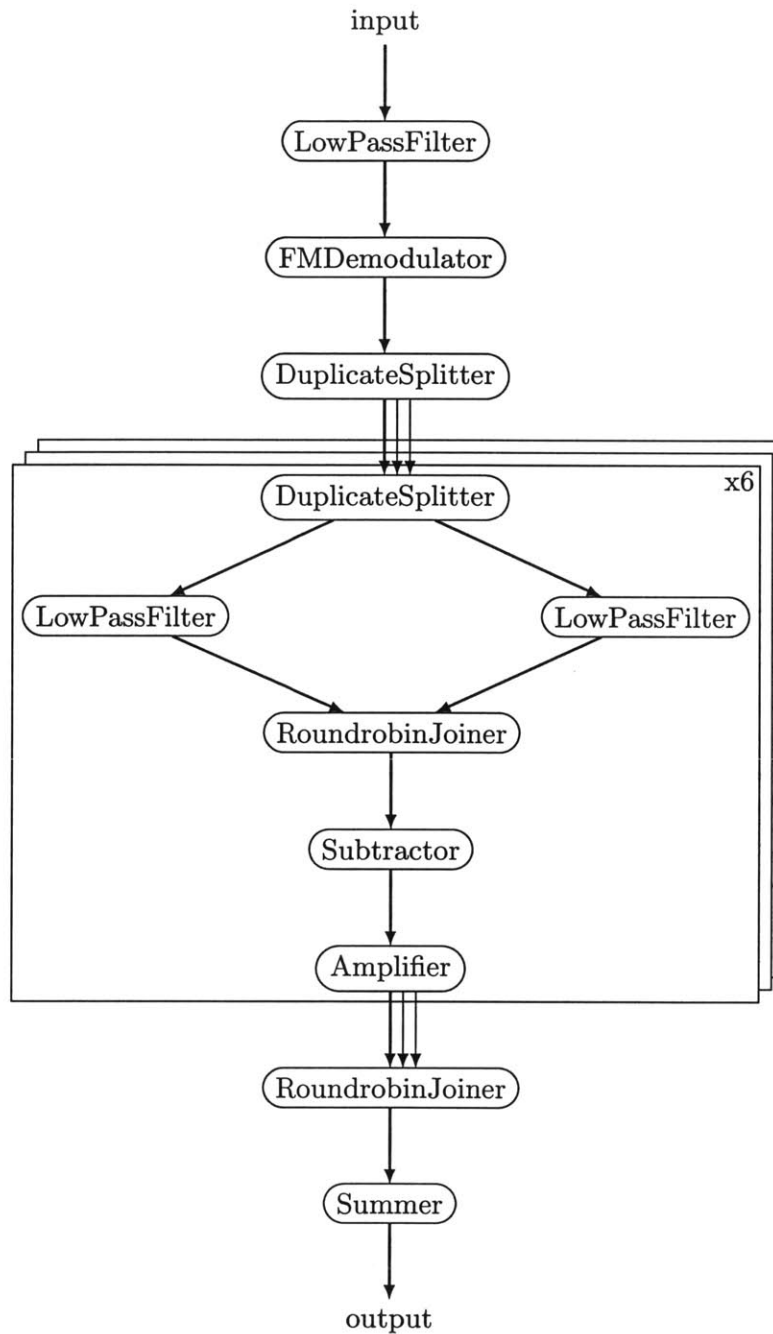 input
LowPassFilter
FMDemodulator
DuplicateSplitter
x6
DuplicateSplitter
LowPassFilter
LowPassFilter
RoundrobinJoiner
Subtractor
Amplifier
RoundrobinJoiner
Summer
output